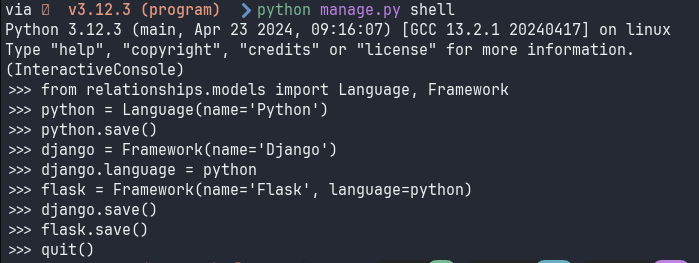 via  v3.12.3 (program) ❯python manage.py shell
Python 3.12.3 (main, Apr 23 2024, 09:16:07) [GCC 13.2.1 20240417] on linux
Type "help", "copyright", "credits" or "license" for more information.
(InteractiveConsole)
>>> from relationships.models import Language, Framework
>>> python = Language(name='Python')
>>> python.save()
>>> django = Framework(name='Django')
>>> django.language = python
>>> flask = Framework(name='Flask', language=python)
>>> django.save()
>>> flask.save()
>>> quit()